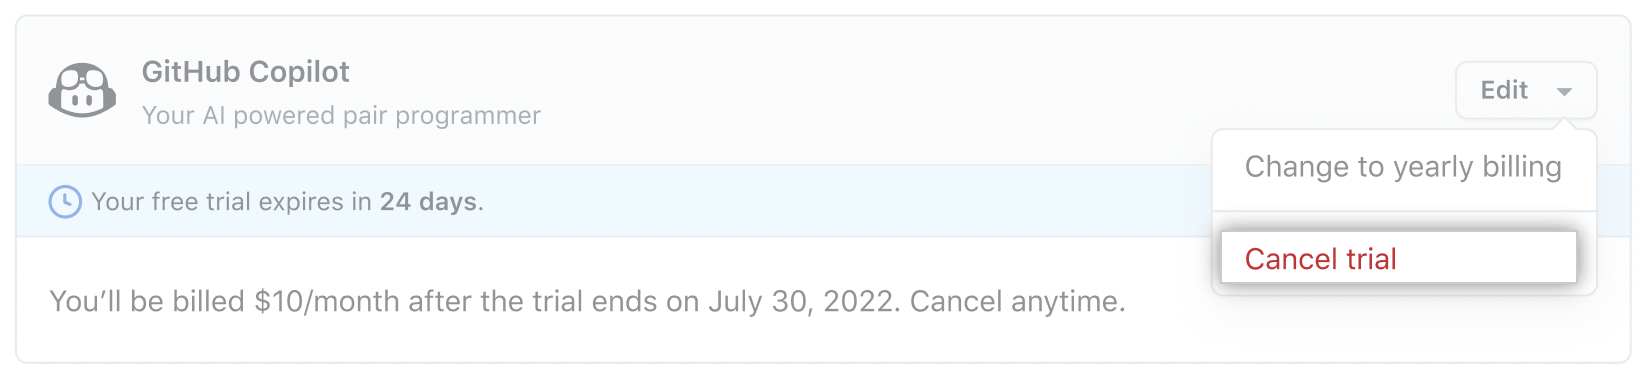 GitHub Copilot
Your AI powered pair programmer
Edit
Change to yearly billing
Your free trial expires in 24 days.
Cancel trial
You’ll be billed $10/month after the trial ends on July 30, 2022. Cancel anytime.